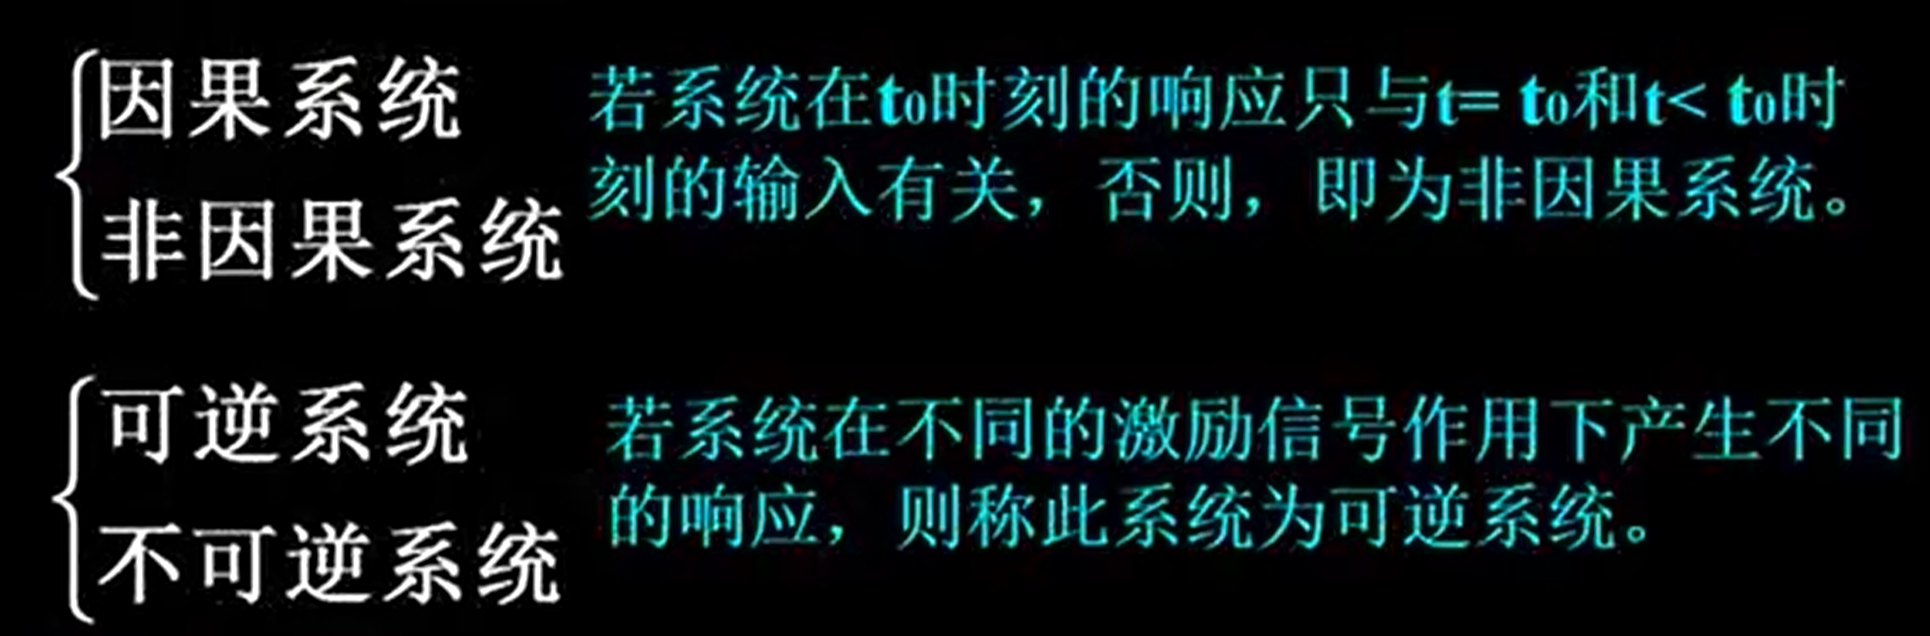 因果系统
若系统在t₀时刻的响应只与t= t₀和t< t₀时
刻的输入有关，否则，即为非因果系统。
非因果系统
可逆系统
若系统在不同的激励信号作用下产生不同
的响应，则称此系统为可逆系统。
不可逆系统